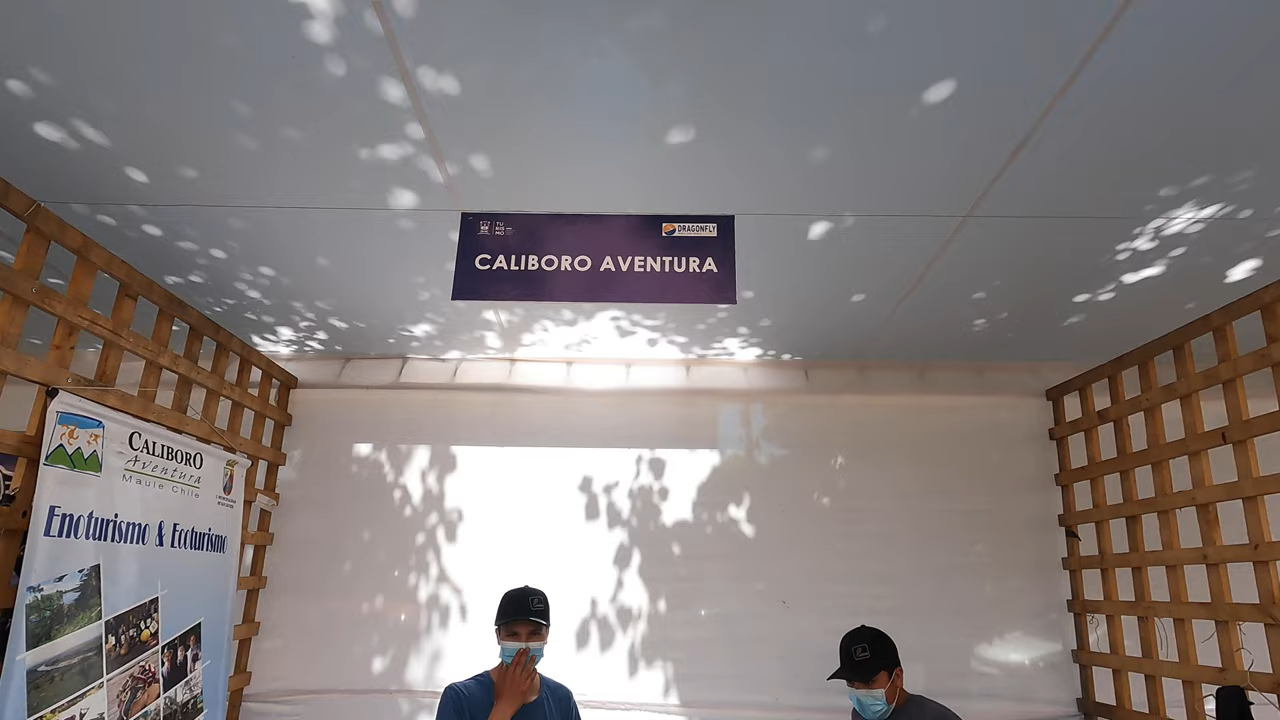 TU
RIS
MO
DRAGONFLY
CALIBORO AVENTURA
CALIBORO
Aventura
Maule Chile
Enoturismo & Ecoturismo